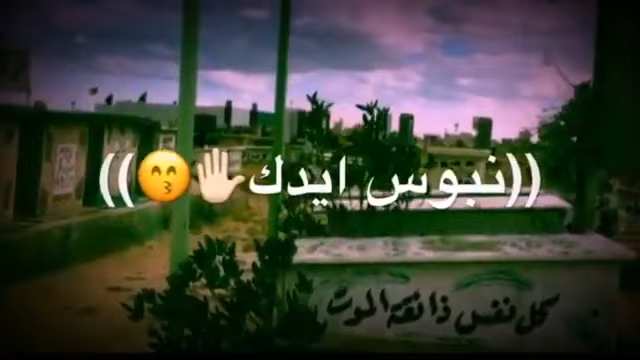 ((نبوس ايدك✋🏻😙))
كل نفس ذائقة الموت